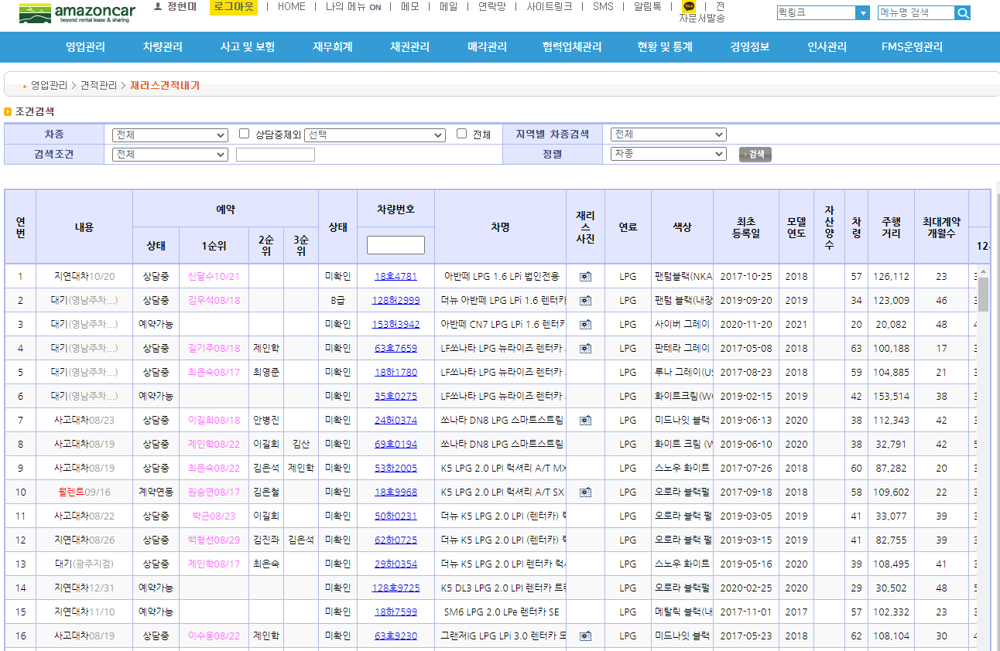 amazoncar
beyond rental lease & sharing
정현미 로그아웃 | HOME | 나의 메뉴 ON | 메모 | 메일 | 연락망 | 사이트링크 | SMS | 알림톡 | TALK | 전
자문서발송
퀵링크
메뉴명 검색
영업관리 차량관리 사고 및 보험 재무회계 채권관리 매각관리 협력업체관리 현황 및 통계 경영정보 인사관리 FMS운영관리
영업관리 > 견적관리 > 재리스견적내기
조건검색
차종 전체 상담중제외 선택 전체 지역별 차종검색 전체
검색조건 전체 정렬 차종 검색
연번 내용 예약 상태 차량번호 차명 재리스 사진 연료 색상 최초 등록일 모델 연도 자산양수 차령 주행 거리 최대계약 개월수
상태 1순위 2순위 3순위 12
1 지연대차10/20 상담중 신달수10/21 미확인 18호4781 아반떼 LPG 1.6 LPi 법인전용 LPG 팬텀블랙(NKA 2017-10-25 2018 57 126,112 23
2 대기(영남주차...) 상담중 김우석08/18 B급 128허2999 더뉴 아반떼 LPG LPi 1.6 렌터카 LPG 팬텀 블랙(내장 2019-09-20 2019 34 123,009 46
3 대기(영남주차...) 예약가능 미확인 153허3942 아반떼 CN7 LPG LPi 1.6 렌터카 LPG 사이버 그레이 2020-11-20 2021 20 20,082 48
4 대기(영남주차...) 상담중 길기주08/18 제인학 미확인 63호7659 LF쏘나타 LPG 뉴라이즈 렌터카 LPG 판테라 그레이 2017-05-08 2018 63 100,188 17
5 대기(영남주차...) 상담중 최은숙08/17 최영준 미확인 18하1780 LF쏘나타 LPG 뉴라이즈 렌터카 LPG 루나 그레이(US 2017-08-23 2018 59 104,885 21
6 대기(영남주차...) 예약가능 미확인 35호0275 LF쏘나타 LPG 뉴라이즈 렌터카 LPG 화이트크림(W 2019-02-15 2019 42 153,514 38
7 사고대차08/23 상담중 이길희08/18 안병진 미확인 24허0374 쏘나타 DN8 LPG 스마트스트림 LPG 미드나잇 블랙 2019-06-13 2020 38 112,343 42
8 사고대차08/19 상담중 제인학08/22 이길희 김산 미확인 69호0194 쏘나타 DN8 LPG 스마트스트림 LPG 화이트 크림 (W 2019-06-10 2020 38 32,791 42
9 사고대차08/19 상담중 최은숙08/22 김은석 제인학 미확인 53허2005 K5 LPG 2.0 LPI 럭셔리 A/T MX LPG 스노우 화이트 2017-07-26 2018 60 87,282 20
10 월렌트09/16 계약연동 원승연08/17 김은철 미확인 18호9968 K5 LPG 2.0 LPI 럭셔리 A/T SX LPG 오로라 블랙펄 2017-09-18 2018 58 109,602 22
11 사고대차08/22 상담중 박근08/23 이길희 미확인 50하0231 더뉴 K5 LPG 2.0 LPI (렌터카) LPG 오로라 블랙 펄 2019-03-05 2019 41 33,077 39
12 지연대차08/26 상담중 백형선08/29 김진좌 김은석 미확인 62하0725 더뉴 K5 LPG 2.0 LPI (렌터카) LPG 오로라 블랙 펄 2019-03-15 2019 41 82,755 39
13 대기(광주지점) 상담중 제인학08/17 최은숙 미확인 29하0354 더뉴 K5 LPG 2.0 LPI 렌터카 LPG 스노우 화이트 2019-05-16 2020 39 108,495 41
14 지연대차12/31 예약가능 미확인 128호9725 K5 DL3 LPG 2.0 LPI 렌터카 LPG 오로라 블랙펄 2020-02-25 2020 29 30,502 48
15 지연대차11/10 예약가능 미확인 18하7599 SM6 LPG 2.0 LPe 렌터카 SE LPG 메탈릭 블랙(내 2017-11-01 2017 57 102,332 23
16 사고대차08/19 상담중 이수웅08/22 제인학 미확인 63호9230 그랜저IG LPG LPi 3.0 렌터카 LPG 미드나잇 블랙 2017-05-23 2018 62 108,104 30